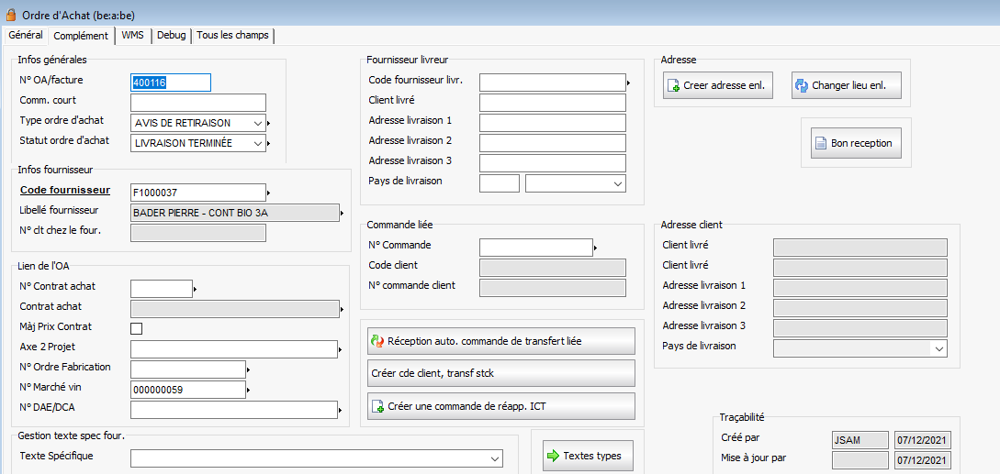 Ordre d'Achat (be:a:be)
Général Complément WMS Debug Tous les champs
Infos générales
N° OA/facture 400116
Comm. court
Type ordre d'achat AVIS DE RETIRAISON
Statut ordre d'achat LIVRAISON TERMINÉE
Infos fournisseur
Code fournisseur F1000037
Libellé fournisseur BADER PIERRE - CONT BIO 3A
N° clt chez le four.
Lien de l'OA
N° Contrat achat
Contrat achat
Màj Prix Contrat
Axe 2 Projet
N° Ordre Fabrication
N° Marché vin 000000059
N° DAE/DCA
Gestion texte spec four.
Texte Spécifique
Fournisseur livreur
Code fournisseur livr.
Client livré
Adresse livraison 1
Adresse livraison 2
Adresse livraison 3
Pays de livraison
Commande liée
N° Commande
Code client
N° commande client
Réception auto. commande de transfert liée
Créer cde client, transf stck
Créer une commande de réapp. ICT
Textes types
Adresse
Creer adresse enl. Changer lieu enl.
Bon reception
Adresse client
Client livré
Client livré
Adresse livraison 1
Adresse livraison 2
Adresse livraison 3
Pays de livraison
Traçabilité
Créé par JSAM 07/12/2021
Mise à jour par 07/12/2021